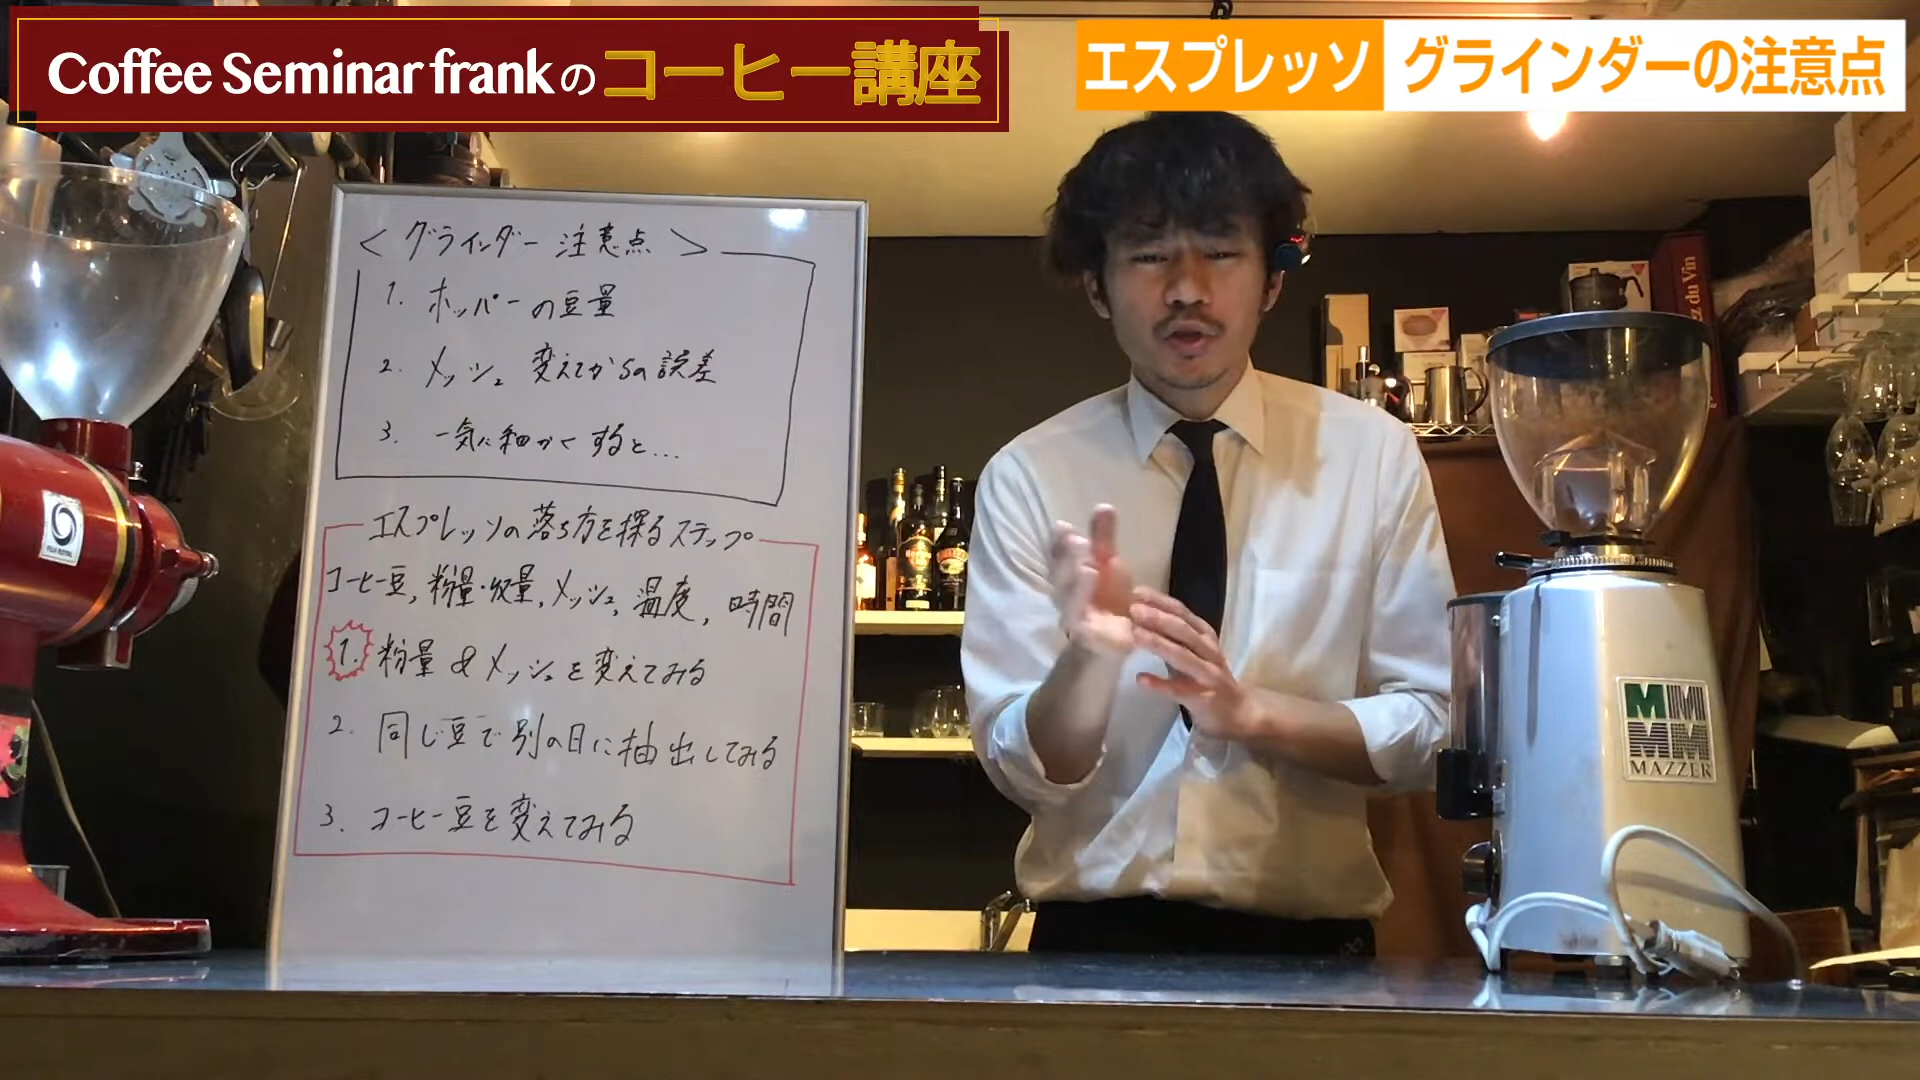 Coffee Seminar frankのコーヒー講座
エスプレッソ グラインダーの注意点
＜グラインダー 注意点＞
1. ホッパーの豆量
2. メッシュ 変えてからの誤差
3. 一気に細かくすると...
エスプレッソの落ち方を探るステップ
コーヒー豆, 粉量・収量, メッシュ, 温度, 時間
1. 粉量 & メッシュを変えてみる
2. 同じ豆で別の日に抽出してみる
3. コーヒー豆を変えてみる
FUJI ROYAL
MAZZER
z du Vin